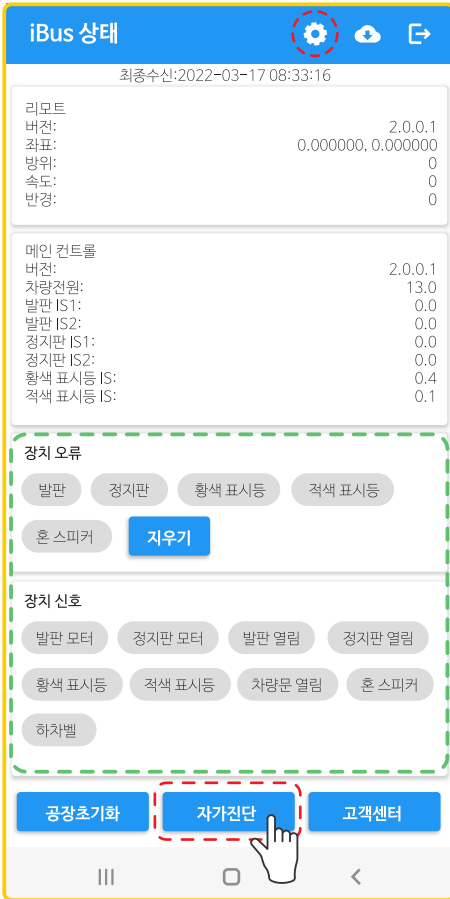 iBus 상태
최종수신:2022-03-17 08:33:16
리모트
버전: 2.0.0.1
좌표: 0.000000, 0.000000
방위: 0
속도: 0
반경: 0
메인 컨트롤
버전: 2.0.0.1
차량전원: 13.0
발판 IS1: 0.0
발판 IS2: 0.0
정지판 IS1: 0.0
정지판 IS2: 0.0
황색 표시등 IS: 0.4
적색 표시등 IS: 0.1
장치 오류
발판 정지판 황색 표시등 적색 표시등
혼 스피커 지우기
장치 신호
발판 모터 정지판 모터 발판 열림 정지판 열림
황색 표시등 적색 표시등 차량문 열림 혼 스피커
하차벨
공장초기화 자가진단 고객센터